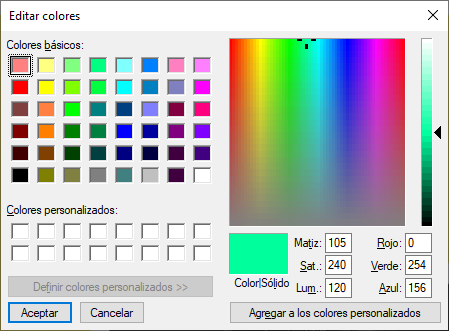 Editar colores
Colores básicos:
Colores personalizados:
Definir colores personalizados >>
Aceptar
Cancelar
Color|Sólido
Matiz: 105
Sat.: 240
Lum.: 120
Rojo: 0
Verde: 254
Azul: 156
Agregar a los colores personalizados